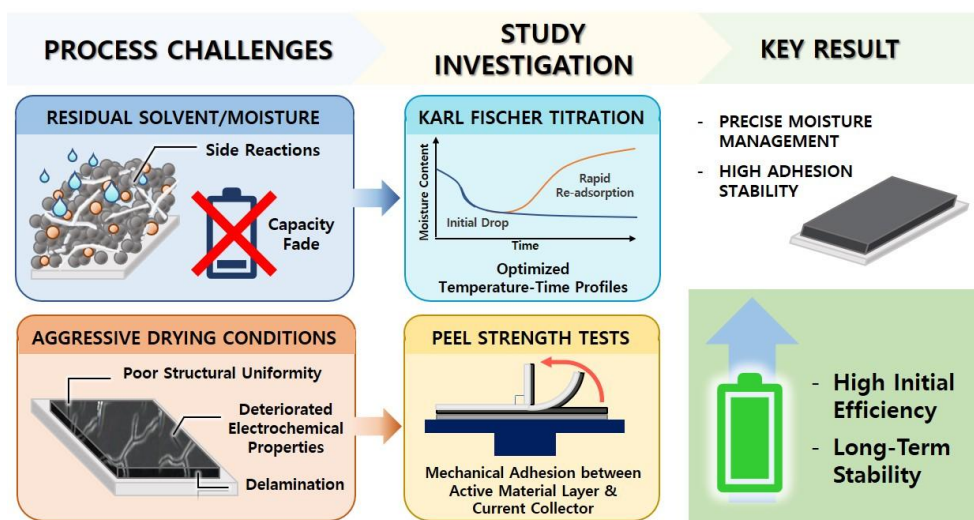 PROCESS CHALLENGES
STUDY
INVESTIGATION
KEY RESULT
RESIDUAL SOLVENT/MOISTURE
Side Reactions
Capacity
Fade
KARL FISCHER TITRATION
Moisture Content
Rapid
Re-adsorption
Initial Drop
Time
Optimized
Temperature-Time Profiles
- PRECISE MOISTURE
MANAGEMENT
- HIGH ADHESION
STABILITY
AGGRESSIVE DRYING CONDITIONS
Poor Structural Uniformity
Deteriorated
Electrochemical
Properties
Delamination
PEEL STRENGTH TESTS
Mechanical Adhesion between
Active Material Layer &
Current Collector
- High Initial
Efficiency
- Long-Term
Stability